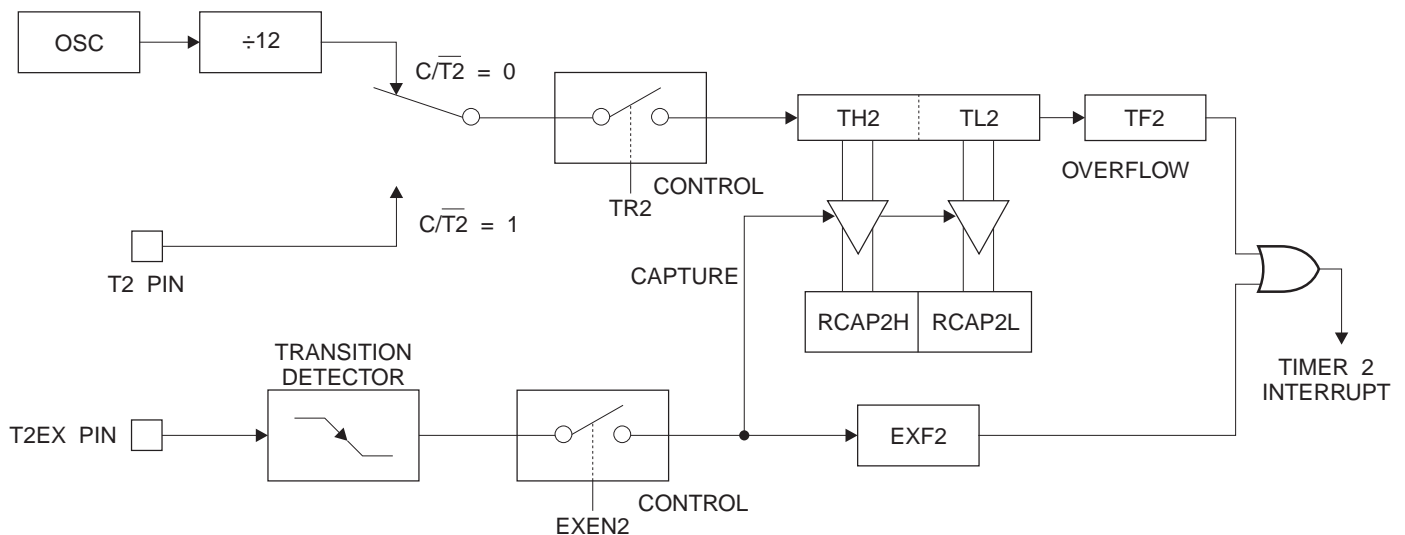 OSC
÷12
C/T2 = 0
TH2
TL2
TF2
OVERFLOW
CONTROL
TR2
C/T2 = 1
T2 PIN
CAPTURE
RCAP2H
RCAP2L
TRANSITION
DETECTOR
TIMER 2
INTERRUPT
T2EX PIN
EXF2
CONTROL
EXEN2